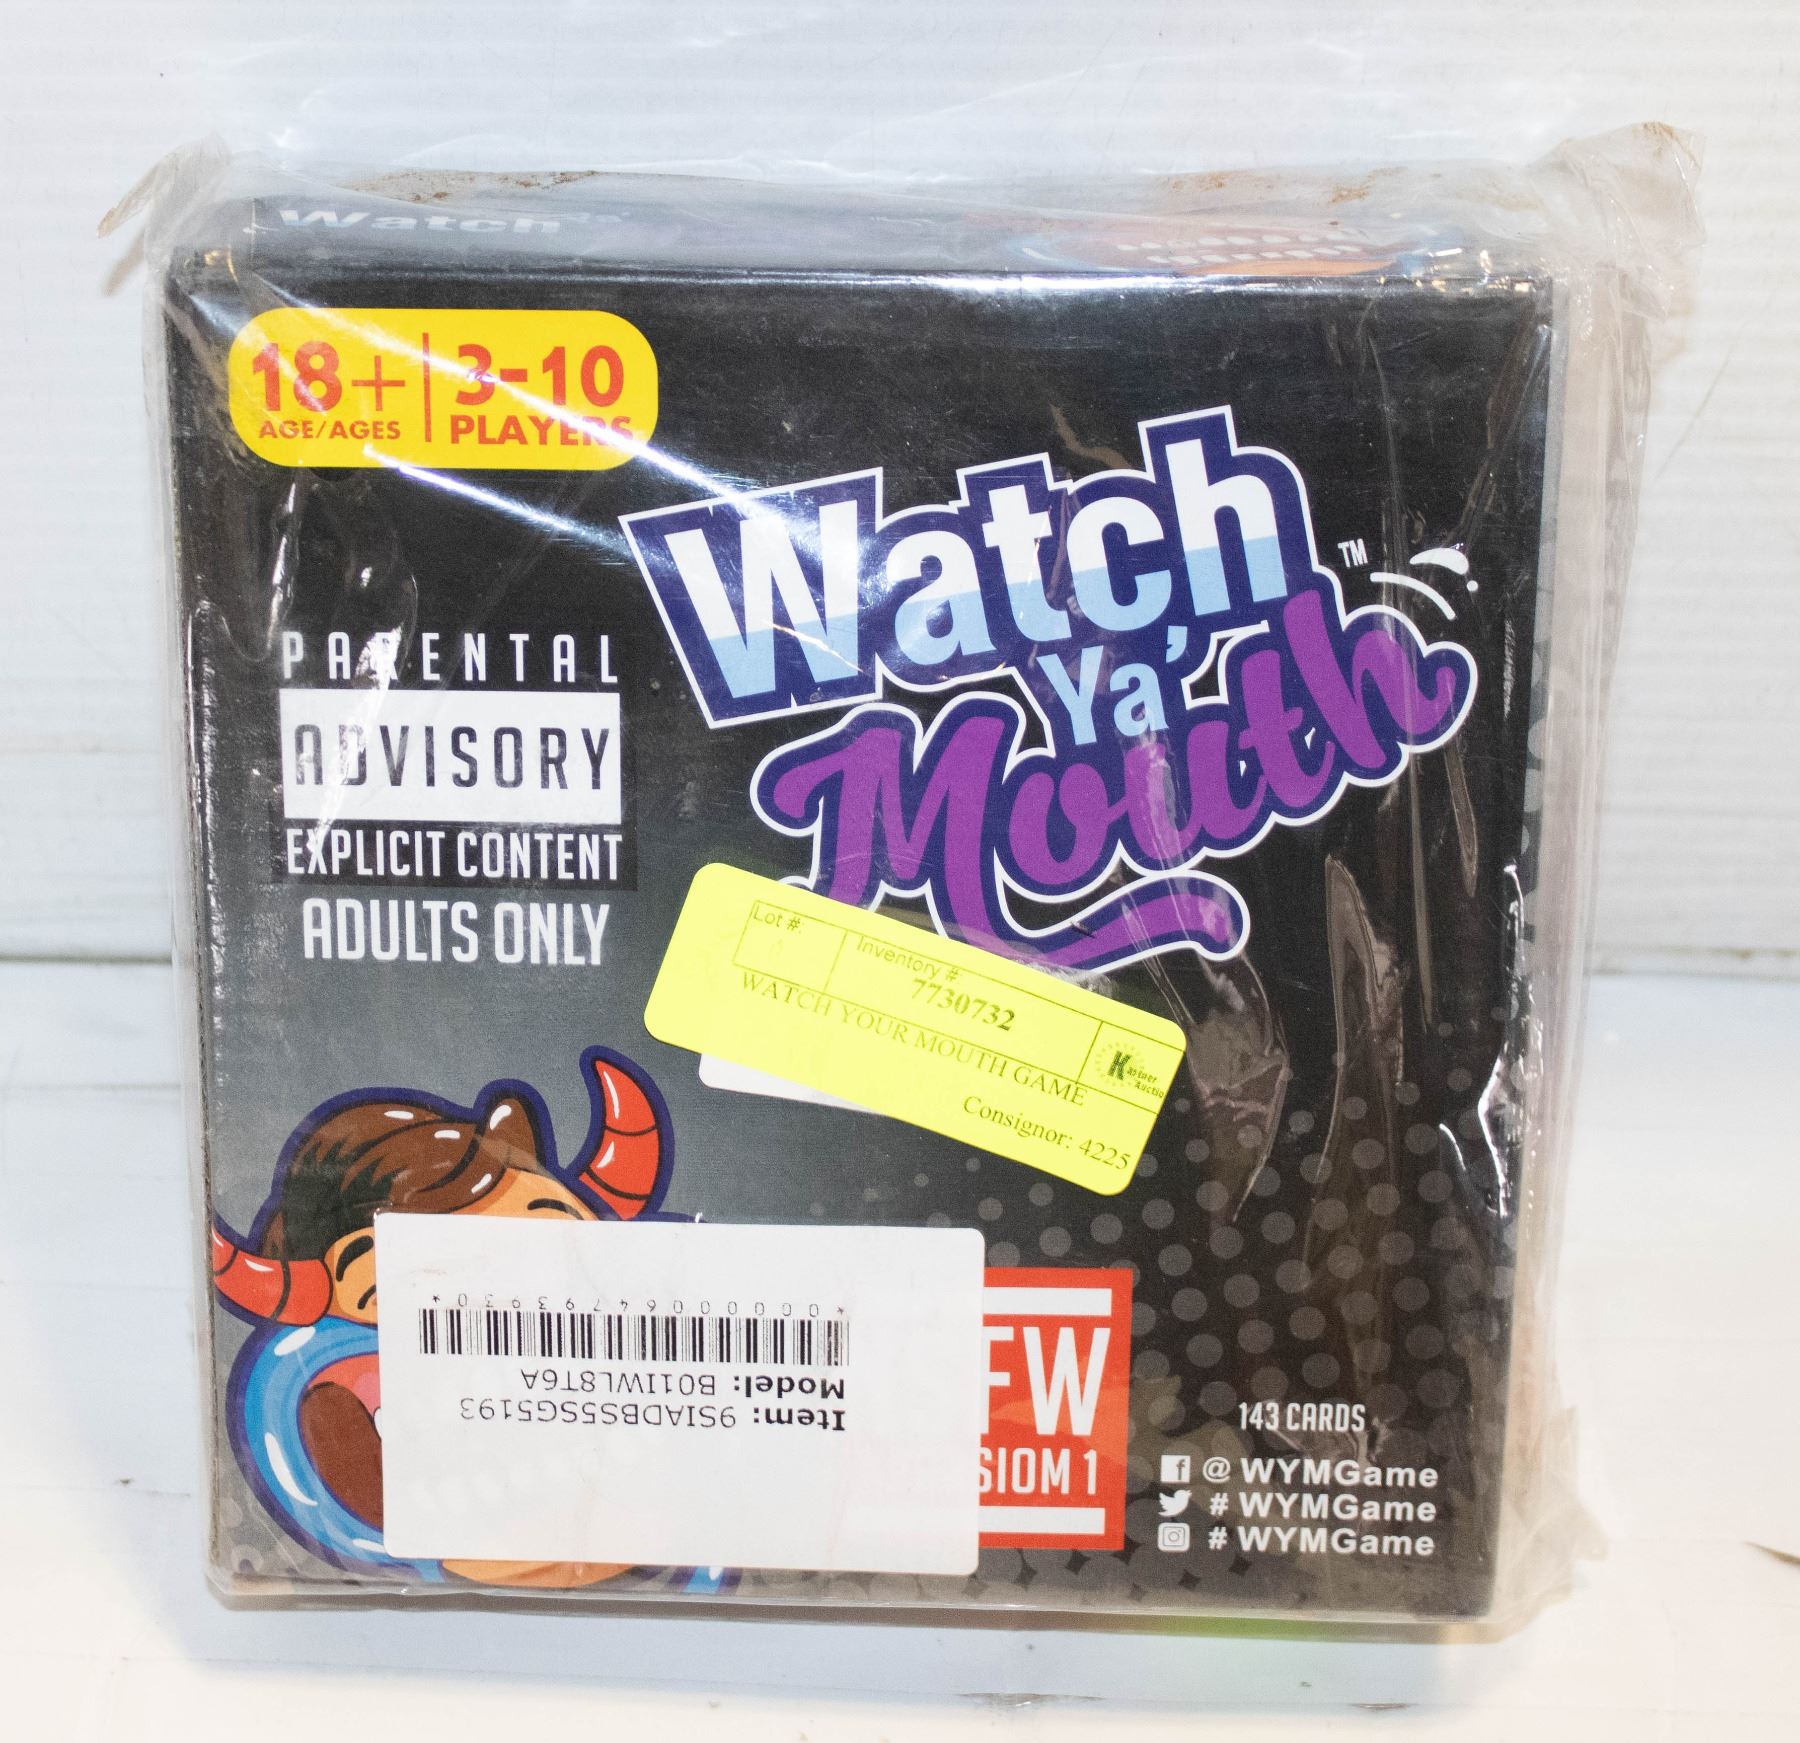 Watch
18+ 3-10
AGE/AGES PLAYERS
Watch
Ya'
Mouth
TM
PARENTAL
ADVISORY
EXPLICIT CONTENT
ADULTS ONLY
Lot #: Inventory #:
7730732
WATCH YOUR MOUTH GAME
Kastner
Auctio
Consignor: 4225
FW
SIOM 1
Item: 9SIADBS5SG5193
Model: B01IWL8T6A
143 CARDS
@ WYMGame
# WYMGame
# WYMGame